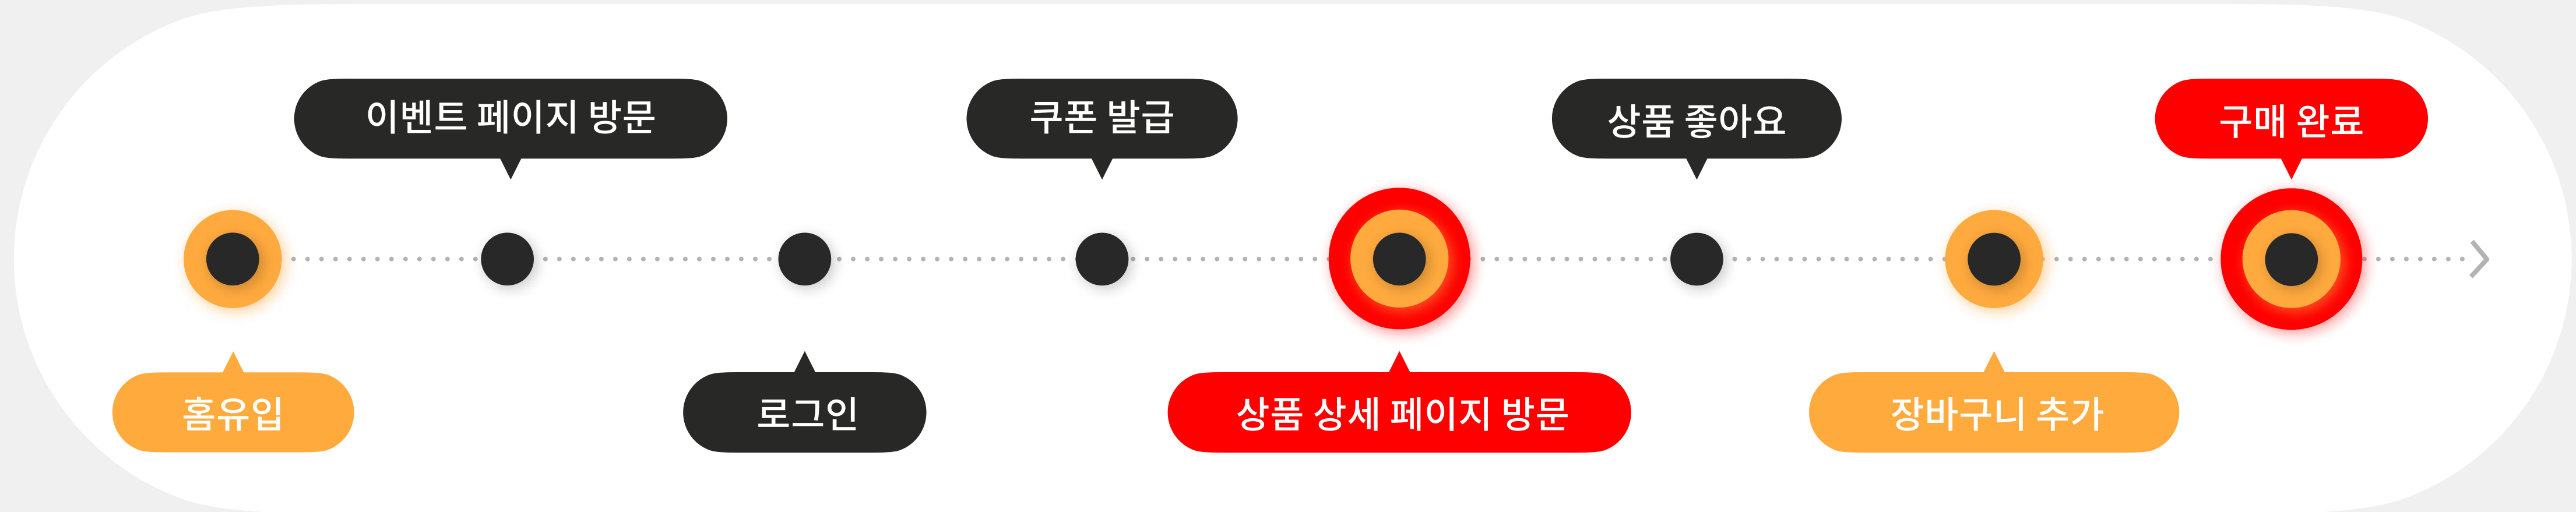 이벤트 페이지 방문
쿠폰 발급
상품 좋아요
구매 완료
홈유입
로그인
상품 상세 페이지 방문
장바구니 추가